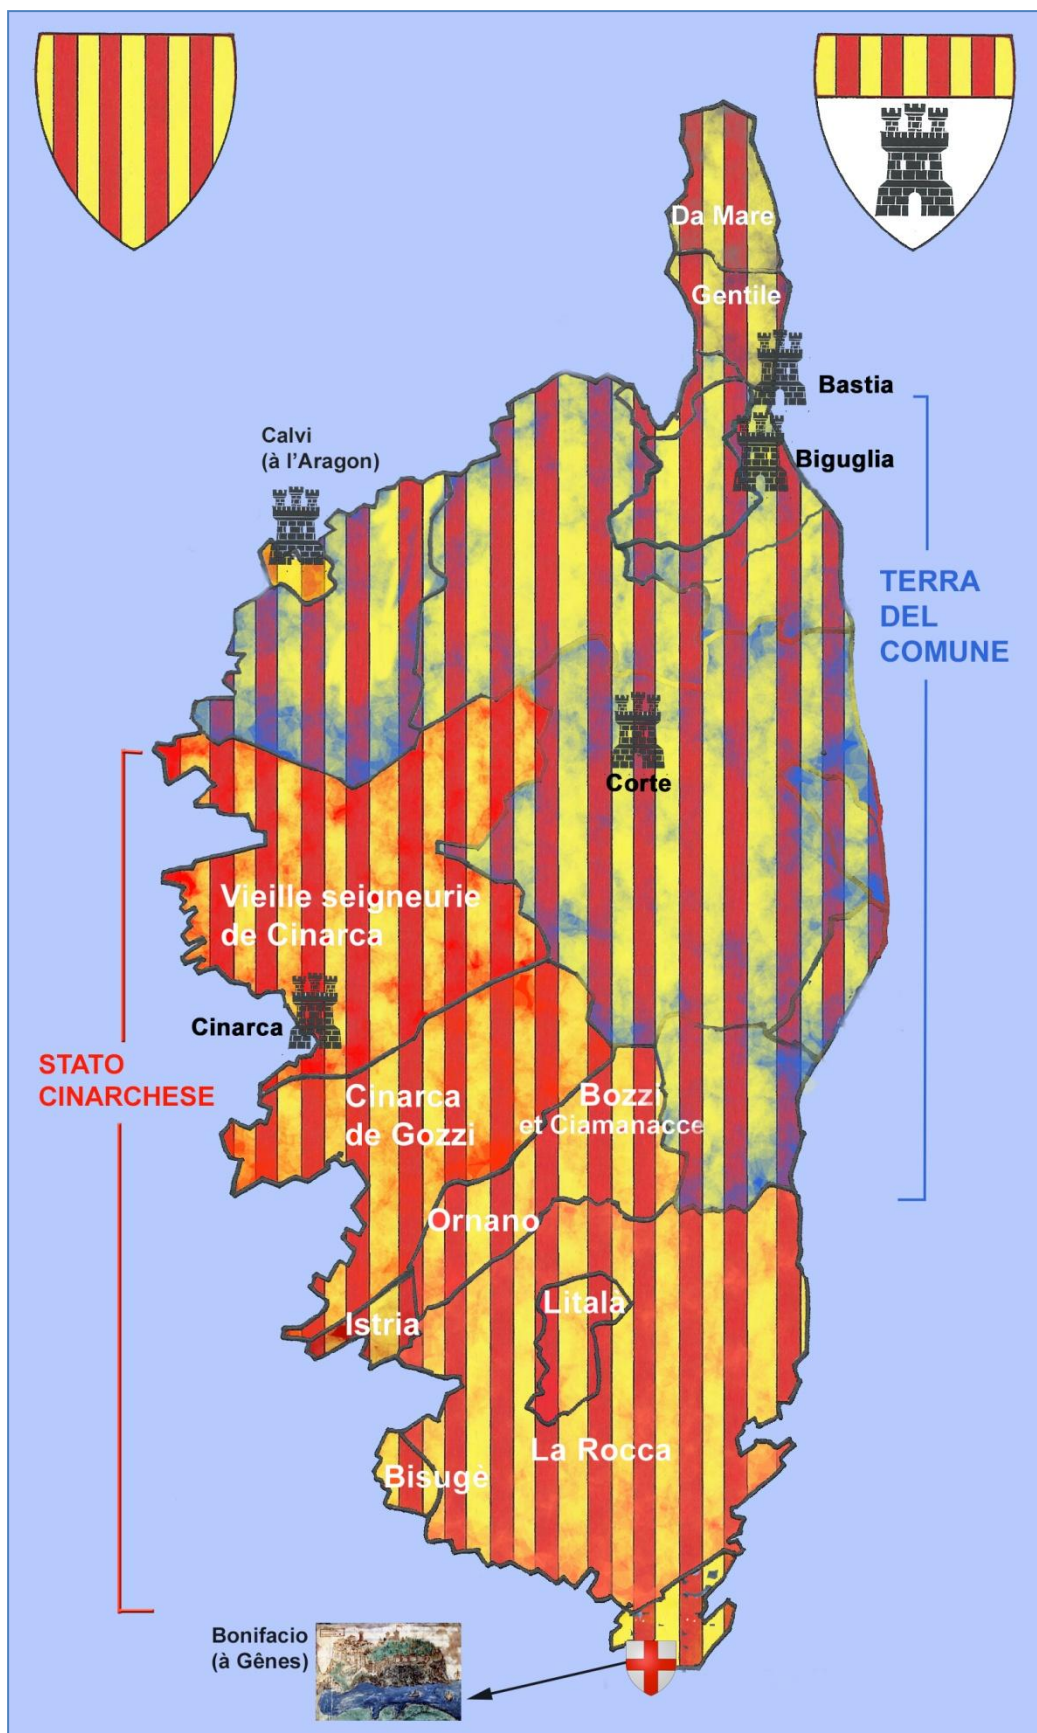 Da Mare
Gentile
Bastia
Calvi
(à l'Aragon)
Biguglia
TERRA
DEL
COMUNE
Corte
Vieille seigneurie
de Cinarca
Cinarca
STATO
CINARCHESE
Cinarca
de Gozzi
Bozzi
et Ciamanacce
Ornano
Litalà
Istria
La Rocca
Bisugè
Bonifacio
(à Gênes)